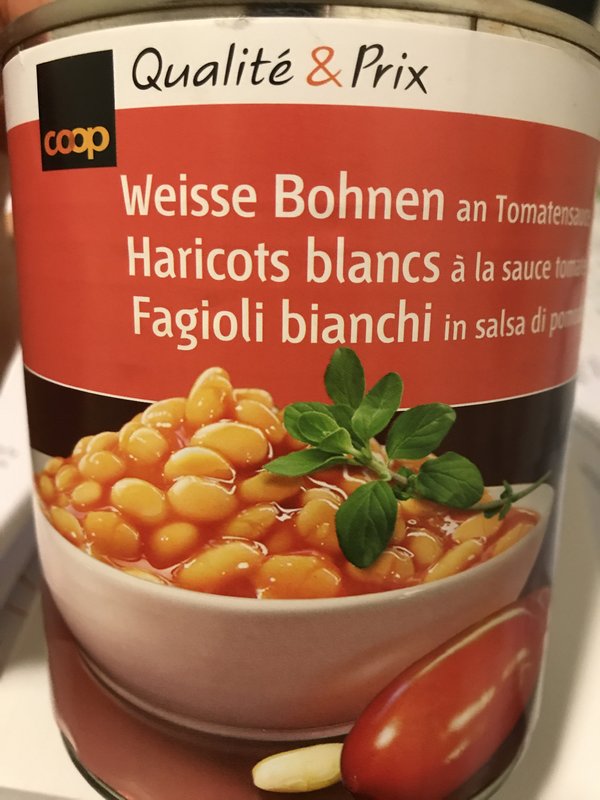 Qualité & Prix
coop
Weisse Bohnen an
Haricots blancs à la sauce
Fagioli bianchi in salsa di